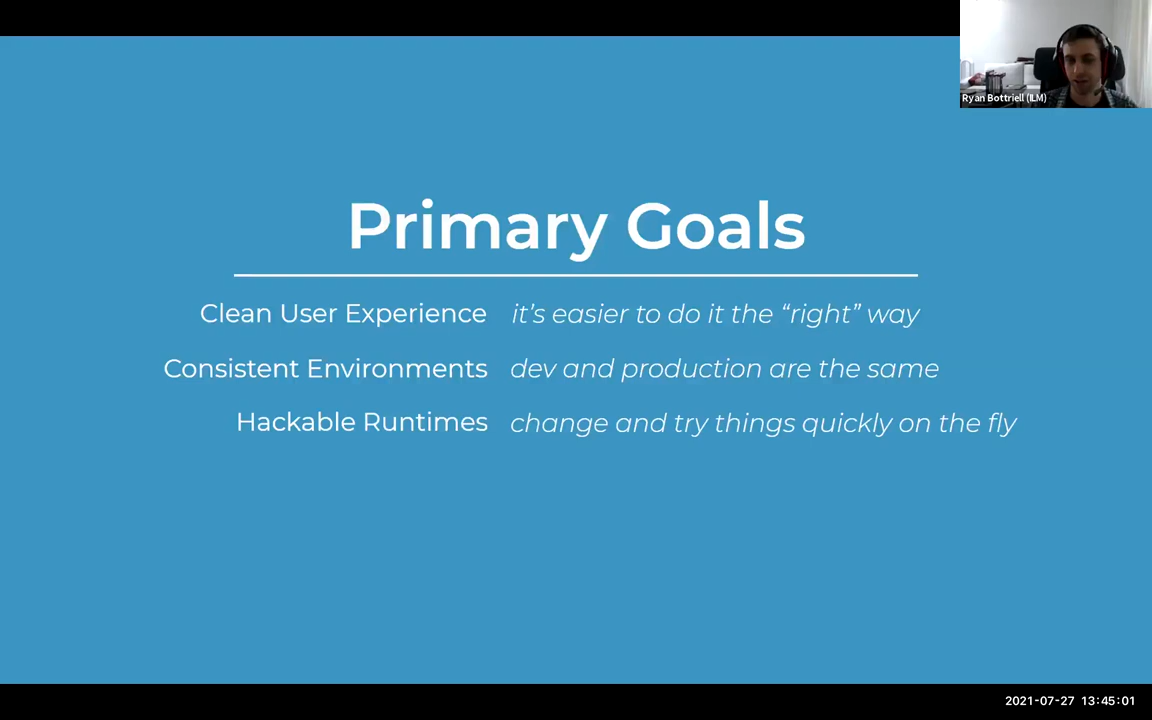 Ryan Bottriell (ILM)
Primary Goals
Clean User Experience it's easier to do it the “right” way
Consistent Environments dev and production are the same
Hackable Runtimes change and try things quickly on the fly
2021-07-27 13:45:01